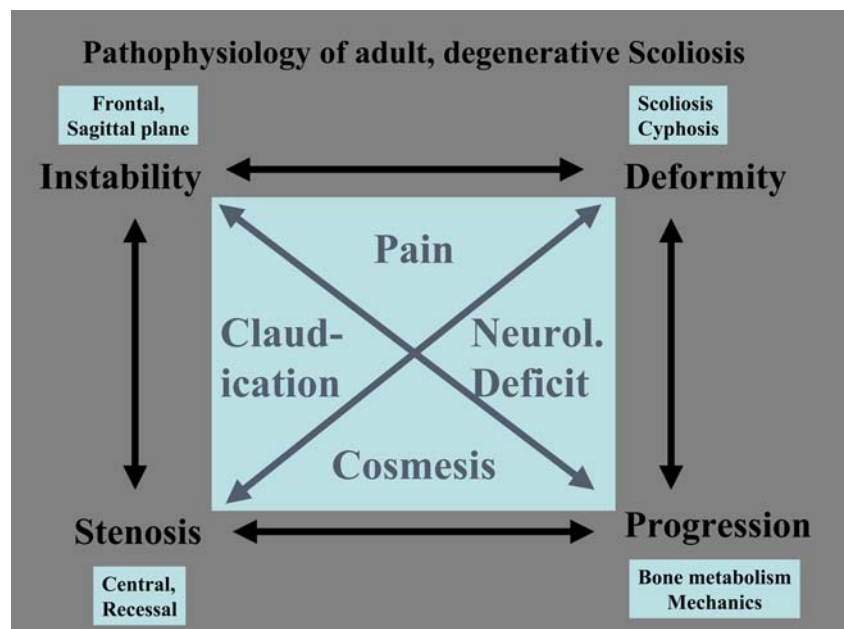 Pathophysiology of adult, degenerative Scoliosis
Frontal,
Sagittal plane
Scoliosis
Cyphosis
Instability
Deformity
Pain
Claud-
ication
Neurol.
Deficit
Cosmesis
Stenosis
Progression
Central,
Recessal
Bone metabolism
Mechanics